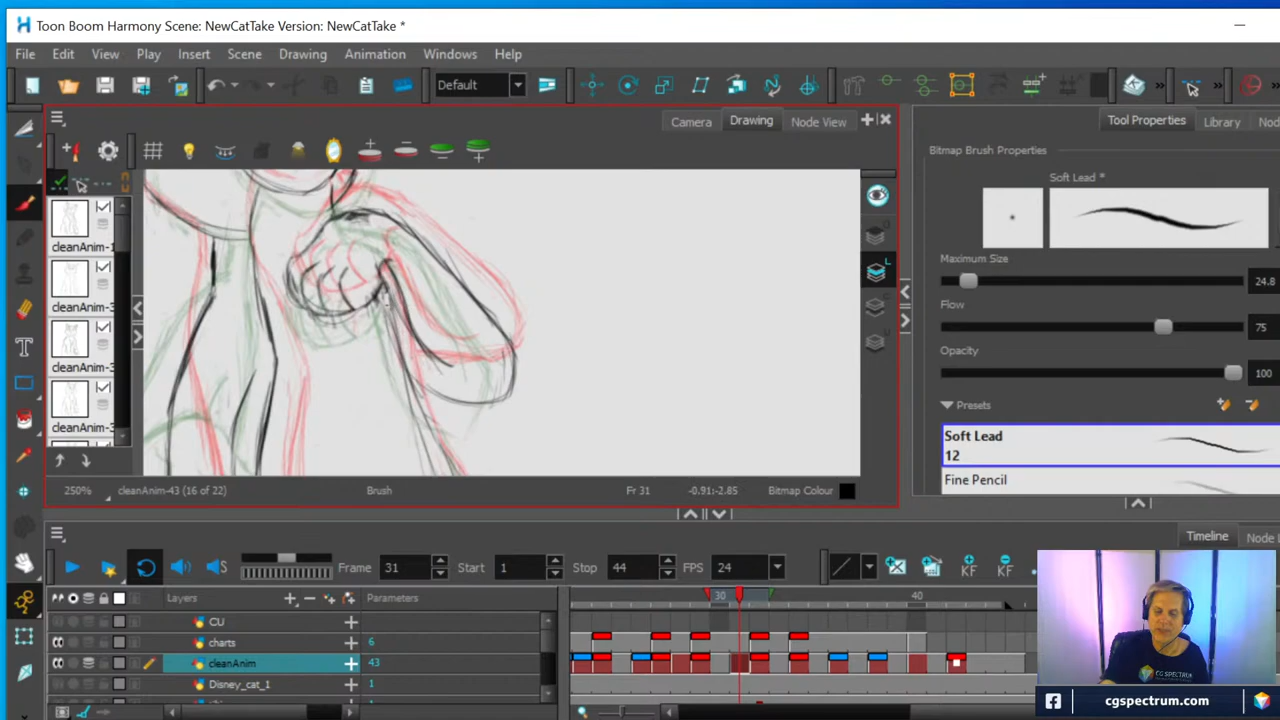 Toon Boom Harmony Scene: NewCatTake Version: NewCatTake *
File Edit View Play Insert Scene Drawing Animation Windows Help
Default
Camera Drawing Node View
Tool Properties Library
Bitmap Brush Properties
Soft Lead *
Maximum Size
24.8
Flow
75
Opacity
100
Presets
Soft Lead
12
Fine Pencil
cleanAnim-1
cleanAnim-3
cleanAnim-3
cleanAnim-3
250% cleanAnim-43 (16 of 22) Brush Fr 31 -0.91:-2.85 Bitmap Colour
Timeline
Frame 31 Start 1 Stop 44 FPS 24 KF KF
Layers Parameters 30 40
CU
charts 6
cleanAnim 43
Disney_cat_1 1
CG SPECTRUM
cgspectrum.com